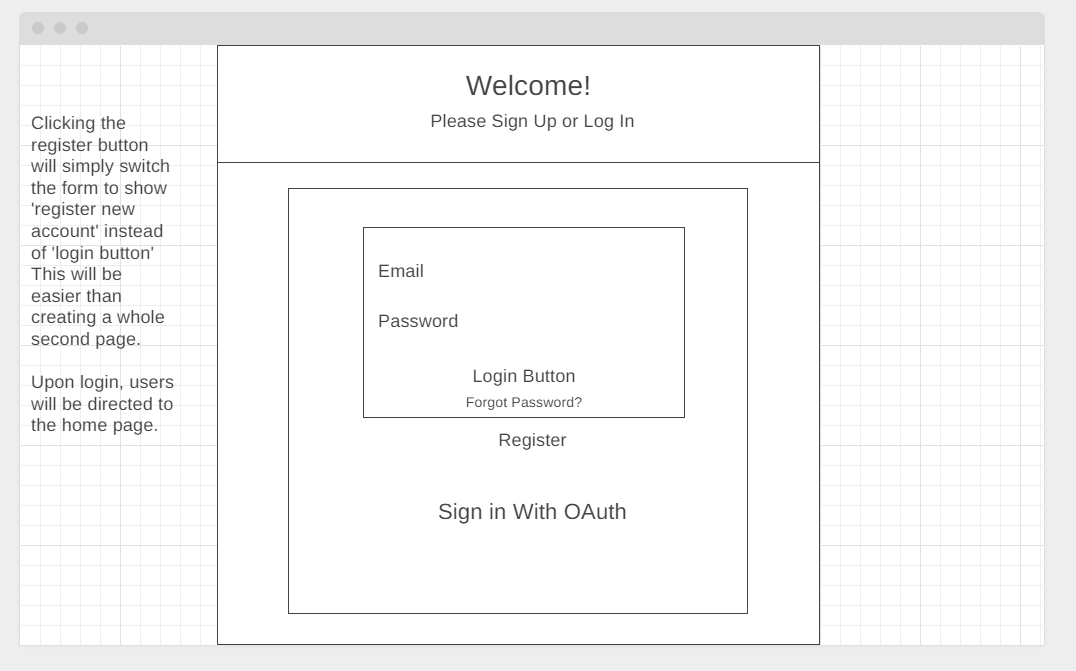 Welcome!
Please Sign Up or Log In
Clicking the
register button
will simply switch
the form to show
'register new
account' instead
of 'login button'
This will be
easier than
creating a whole
second page.
Upon login, users
will be directed to
the home page.
Email
Password
Login Button
Forgot Password?
Register
Sign in With OAuth